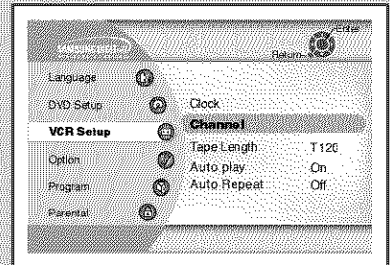 Enter
Return
Language
DVD Setup
Clock
VCR Setup
Channel
Tape Length T120
Option
Auto play On
Program
Auto Repeat Off
Parental